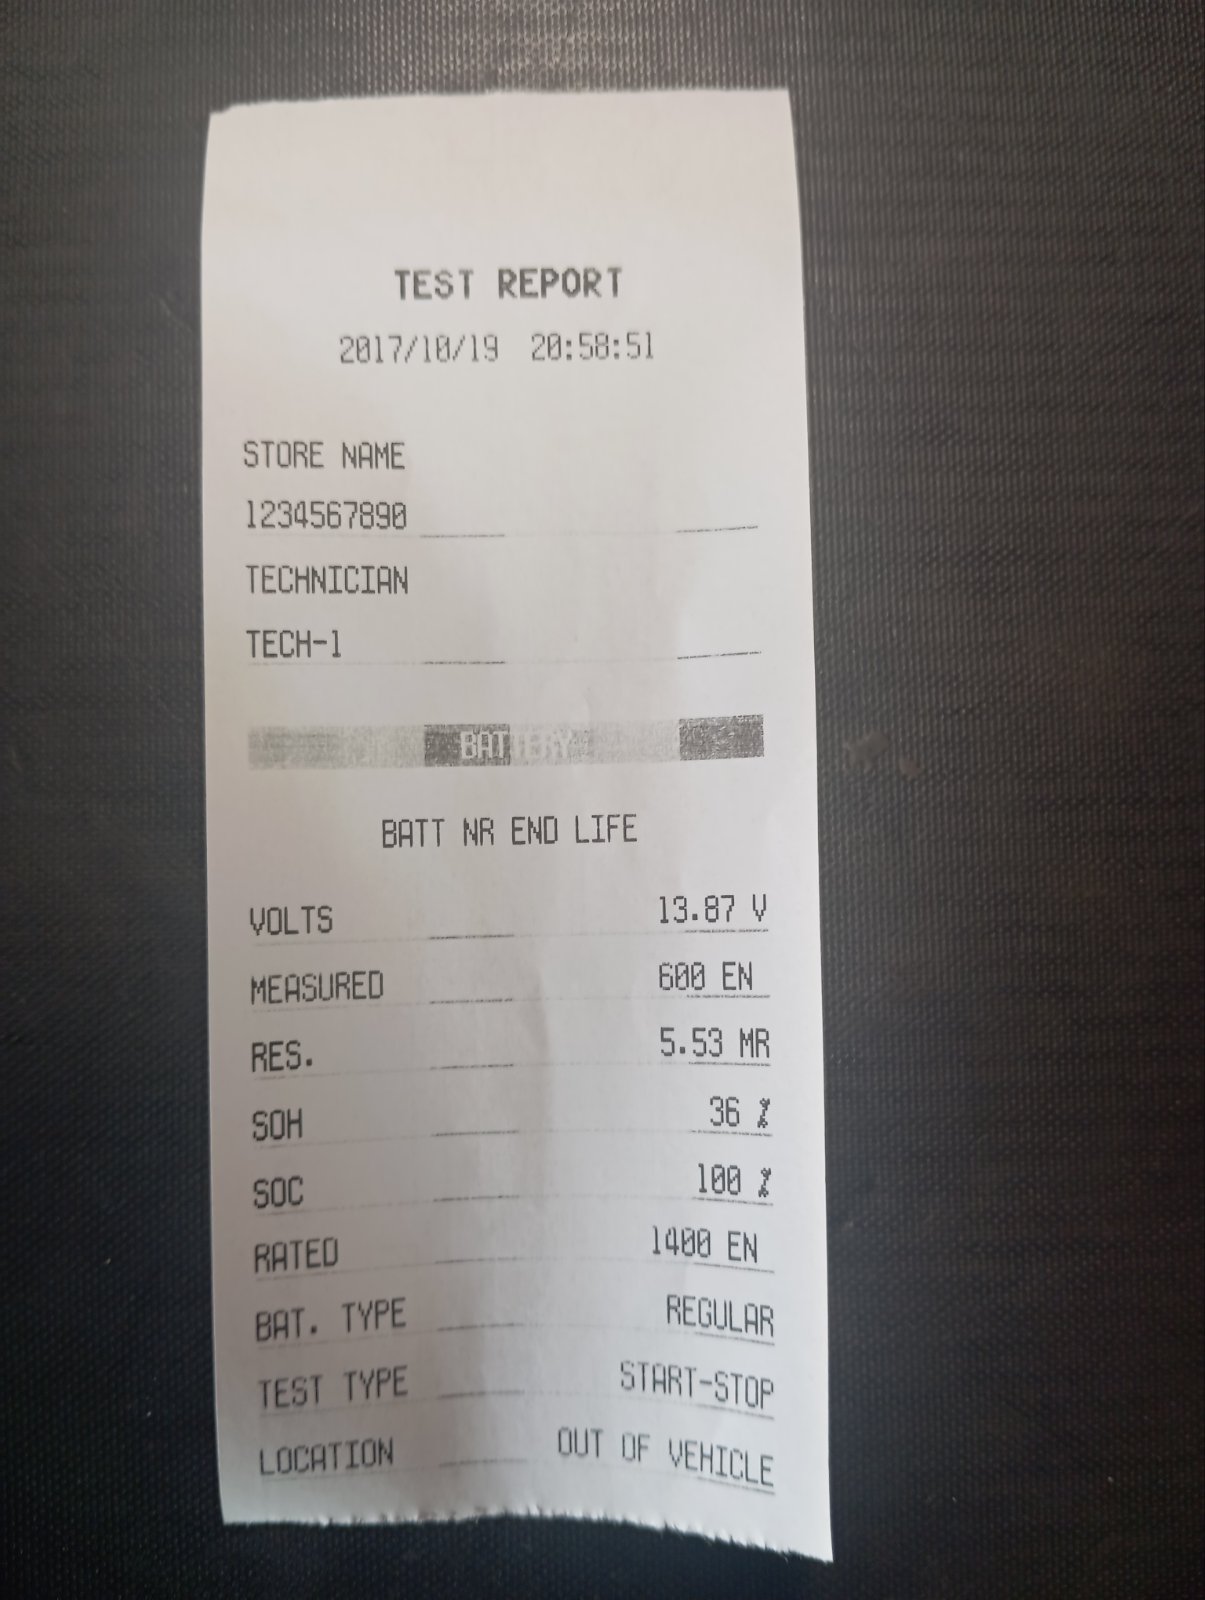 TEST REPORT
2017/10/19 20:58:51
STORE NAME
1234567890
TECHNICIAN
TECH-1
BATTERY
BATT NR END LIFE
VOLTS 13.87 V
MEASURED 600 EN
RES. 5.53 MR
SOH 36 %
SOC 100 %
RATED 1400 EN
BAT. TYPE REGULAR
TEST TYPE START-STOP
LOCATION OUT OF VEHICLE